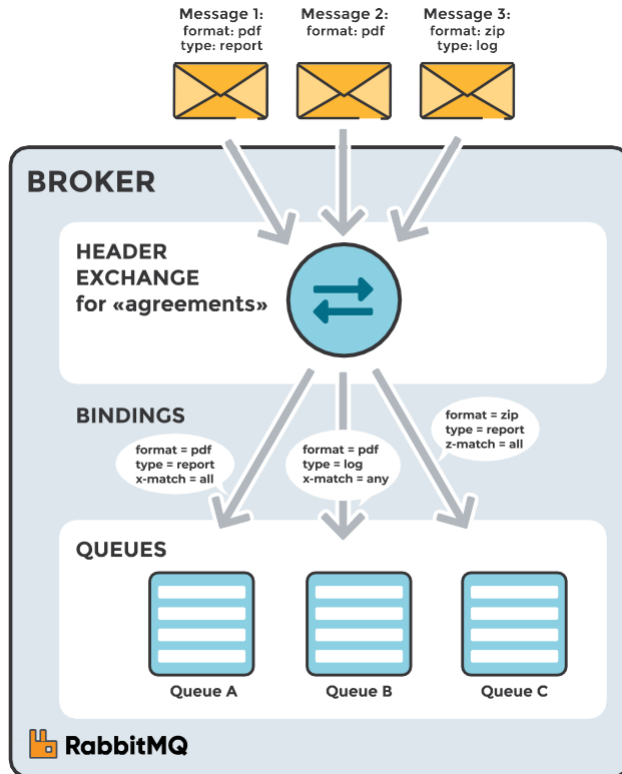 Message 1:
format: pdf
type: report
Message 2:
format: pdf
Message 3:
format: zip
type: log
BROKER
HEADER
EXCHANGE
for «agreements»
BINDINGS
format = pdf
type = report
x-match = all
format = pdf
type = log
x-match = any
format = zip
type = report
z-match = all
QUEUES
Queue A
Queue B
Queue C
RabbitMQ